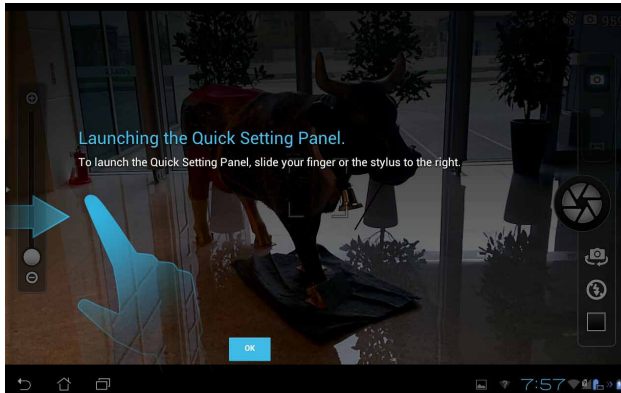 Launching the Quick Setting Panel.
To launch the Quick Setting Panel, slide your finger or the stylus to the right.
OK
7:57